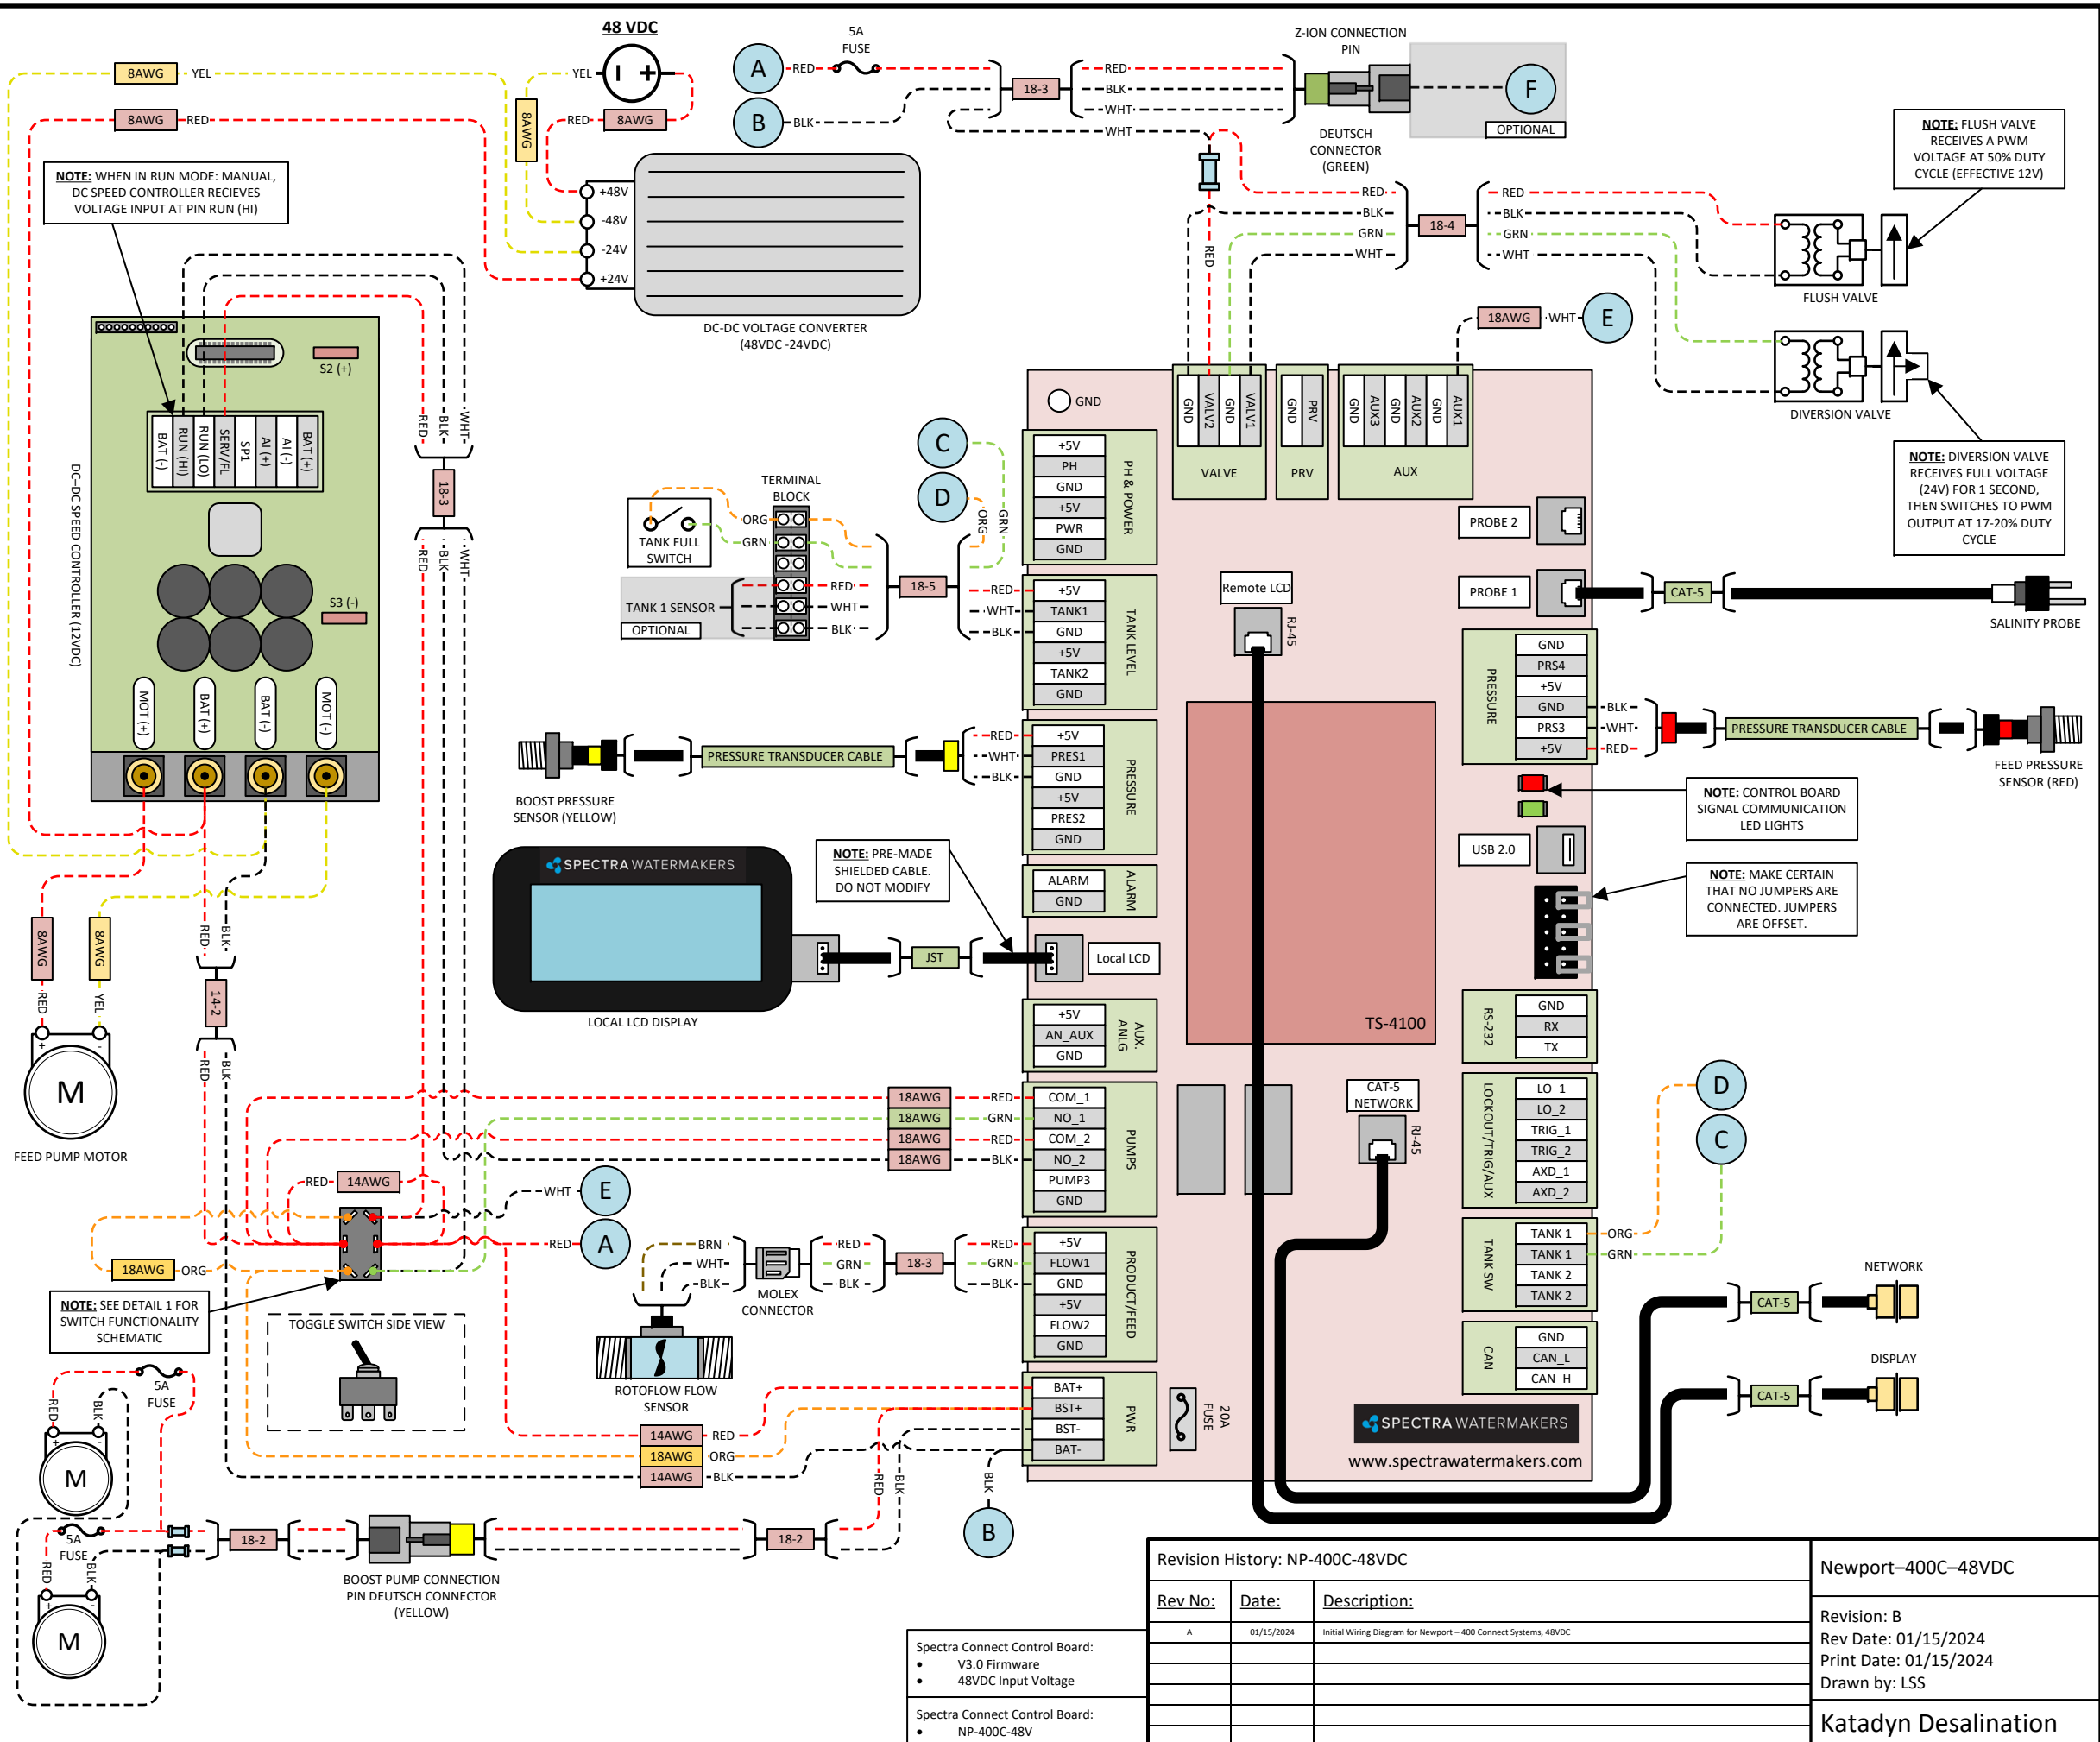 48 VDC
8AWG
YEL
8AWG
RED
YEL
8AWG
RED
8AWG
+48V
-48V
-24V
+24V
DC-DC VOLTAGE CONVERTER
(48VDC -24VDC)
A
RED
5A
FUSE
B
BLK
18-3
RED
BLK
WHT
WHT
Z-ION CONNECTION
PIN
F
OPTIONAL
DEUTSCH
CONNECTOR
(GREEN)
RED
RED
BLK
GRN
WHT
18-4
RED
BLK
GRN
WHT
NOTE: FLUSH VALVE
RECEIVES A PWM
VOLTAGE AT 50% DUTY
CYCLE (EFFECTIVE 12V)
FLUSH VALVE
DIVERSION VALVE
18AWG
WHT
E
NOTE: DIVERSION VALVE
RECEIVES FULL VOLTAGE
(24V) FOR 1 SECOND,
THEN SWITCHES TO PWM
OUTPUT AT 17-20% DUTY
CYCLE
NOTE: WHEN IN RUN MODE: MANUAL,
DC SPEED CONTROLLER RECIEVES
VOLTAGE INPUT AT PIN RUN (HI)
S2 (+)
BAT (-)
RUN (HI)
RUN (LO)
SERV/FL
SP1
AI (+)
AI (-)
BAT (+)
DC–DC SPEED CONTROLLER (12VDC)
S3 (-)
MOT (+)
BAT (+)
BAT (-)
MOT (-)
RED
BLK
WHT
18-3
RED
BLK
WHT
8AWG
RED
8AWG
YEL
RED
BLK
14-2
RED
BLK
+
-
M
FEED PUMP MOTOR
TANK FULL
SWITCH
TERMINAL
BLOCK
ORG
GRN
TANK 1 SENSOR
OPTIONAL
RED
WHT
BLK
18-5
C
D
ORG
GRN
RED
WHT
BLK
GND
+5V
PH
GND
+5V
PWR
GND
PH & POWER
+5V
TANK1
GND
+5V
TANK2
GND
TANK LEVEL
+5V
PRES1
GND
+5V
PRES2
GND
PRESSURE
ALARM
GND
ALARM
Local LCD
+5V
AN_AUX
GND
AUX.
ANLG
COM_1
NO_1
COM_2
NO_2
PUMP3
GND
PUMPS
+5V
FLOW1
GND
+5V
FLOW2
GND
PRODUCT/FEED
BAT+
BST+
BST-
BAT-
PWR
20A
FUSE
GND
VALV2
GND
VALV1
VALVE
GND
PRV
PRV
GND
AUX3
GND
AUX2
GND
AUX1
AUX
PROBE 2
PROBE 1
CAT-5
SALINITY PROBE
Remote LCD
RJ-45
GND
PRS4
+5V
GND
PRS3
+5V
PRESSURE
BLK
WHT
RED
PRESSURE TRANSDUCER CABLE
FEED PRESSURE
SENSOR (RED)
NOTE: CONTROL BOARD
SIGNAL COMMUNICATION
LED LIGHTS
USB 2.0
NOTE: MAKE CERTAIN
THAT NO JUMPERS ARE
CONNECTED. JUMPERS
ARE OFFSET.
TS-4100
GND
RX
TX
RS-232
LO_1
LO_2
TRIG_1
TRIG_2
AXD_1
AXD_2
LOCKOUT/TRIG/AUX
D
C
TANK 1
TANK 1
TANK 2
TANK 2
TANK SW
ORG
GRN
GND
CAN_L
CAN_H
CAN
CAT-5
NETWORK
RJ-45
NETWORK
CAT-5
DISPLAY
CAT-5
SPECTRA WATERMAKERS
www.spectrawatermakers.com
BOOST PRESSURE
SENSOR (YELLOW)
PRESSURE TRANSDUCER CABLE
RED
WHT
BLK
SPECTRA WATERMAKERS
LOCAL LCD DISPLAY
NOTE: PRE-MADE
SHIELDED CABLE.
DO NOT MODIFY
JST
18AWG
RED
18AWG
GRN
18AWG
RED
18AWG
BLK
RED
14AWG
WHT
E
RED
A
18AWG
ORG
NOTE: SEE DETAIL 1 FOR
SWITCH FUNCTIONALITY
SCHEMATIC
TOGGLE SWITCH SIDE VIEW
BRN
WHT
BLK
MOLEX
CONNECTOR
RED
GRN
BLK
18-3
RED
GRN
BLK
ROTOFLOW FLOW
SENSOR
14AWG
RED
18AWG
ORG
14AWG
BLK
RED
BLK
BLK
B
5A
FUSE
RED
BLK
+
-
M
5A
FUSE
RED
BLK
+
-
M
18-2
BOOST PUMP CONNECTION
PIN DEUTSCH CONNECTOR
(YELLOW)
18-2
Spectra Connect Control Board:
• V3.0 Firmware
• 48VDC Input Voltage
Spectra Connect Control Board:
• NP-400C-48V
Revision History: NP-400C-48VDC
Rev No:
Date:
Description:
A
01/15/2024
Initial Wiring Diagram for Newport – 400 Connect Systems, 48VDC
Newport–400C–48VDC
Revision: B
Rev Date: 01/15/2024
Print Date: 01/15/2024
Drawn by: LSS
Katadyn Desalination